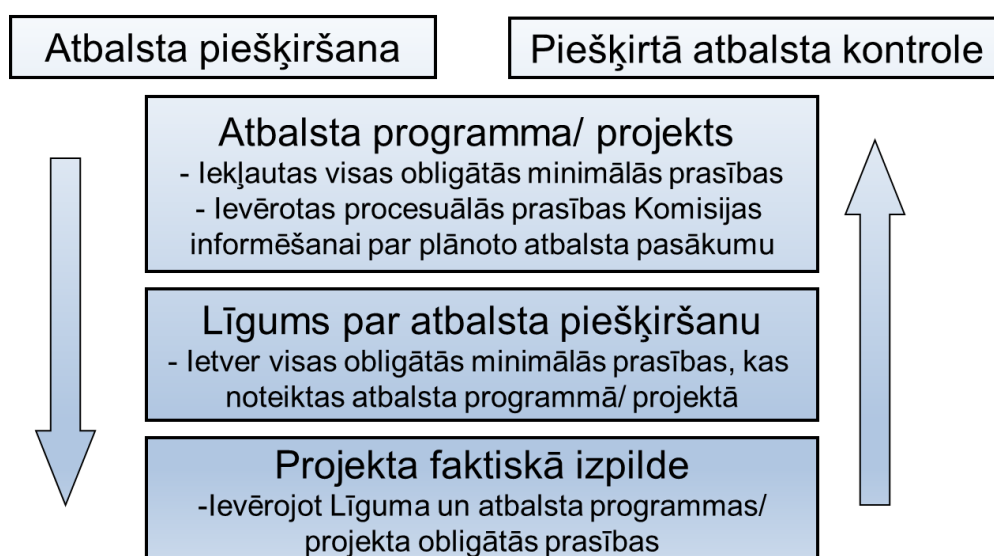 Atbalsta piešķiršana
Piešķirtā atbalsta kontrole
Atbalsta programma/ projekts
- Iekļautas visas obligātās minimālās prasības
- Ievērotas procesuālās prasības Komisijas
informēšanai par plānoto atbalsta pasākumu
Līgums par atbalsta piešķiršanu
- Ietver visas obligātās minimālās prasības, kas
noteiktas atbalsta programmā/ projektā
Projekta faktiskā izpilde
-Ievērojot Līguma un atbalsta programmas/
projekta obligātās prasības